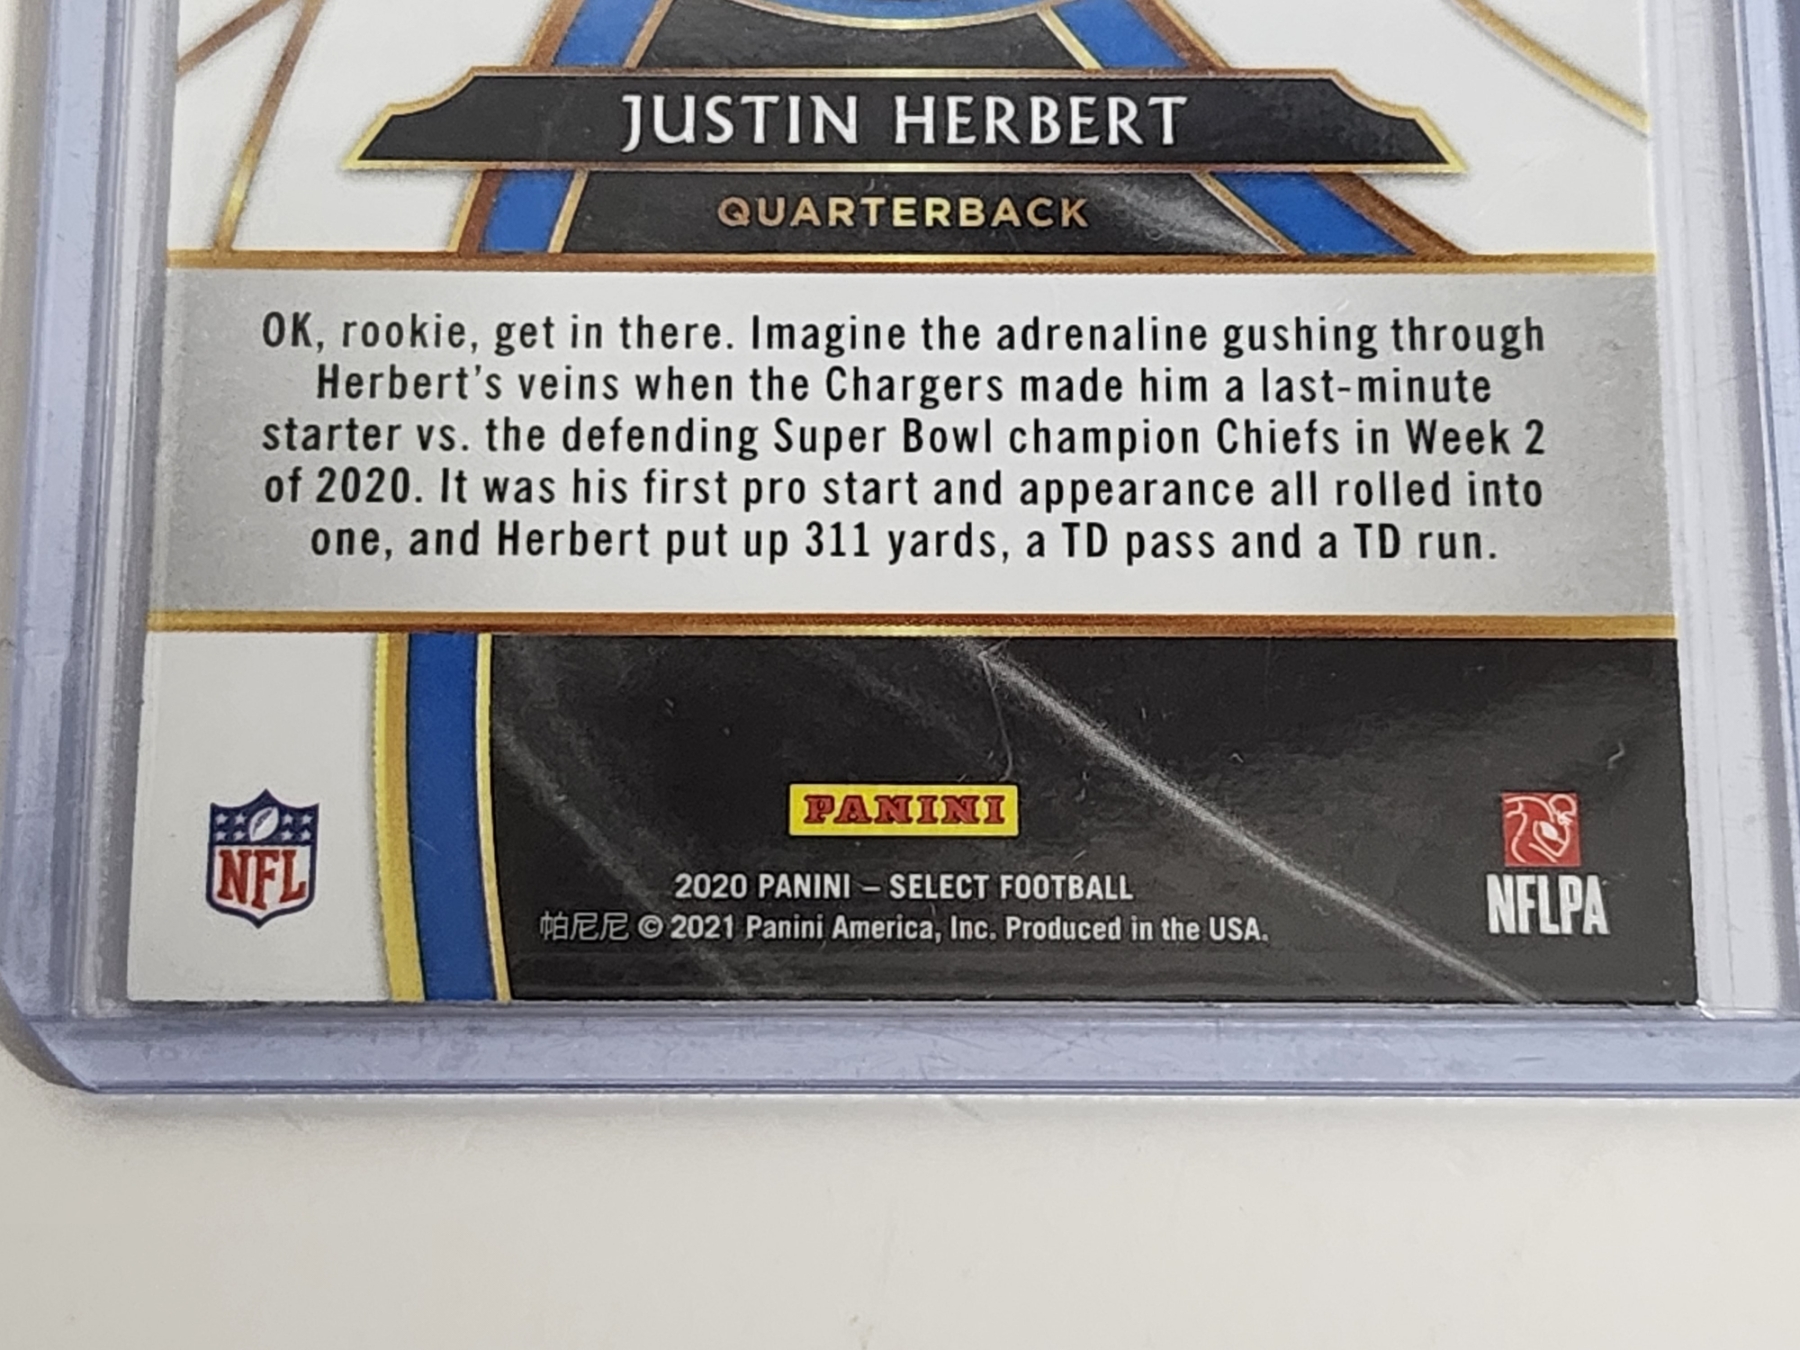 JUSTIN HERBERT
QUARTERBACK
OK, rookie, get in there. Imagine the adrenaline gushing through
Herbert's veins when the Chargers made him a last-minute
starter vs. the defending Super Bowl champion Chiefs in Week 2
of 2020. It was his first pro start and appearance all rolled into
one, and Herbert put up 311 yards, a TD pass and a TD run.
NFL
PANINI
2020 PANINI – SELECT FOOTBALL
帕尼尼 © 2021 Panini America, Inc. Produced in the USA.
NFLPA